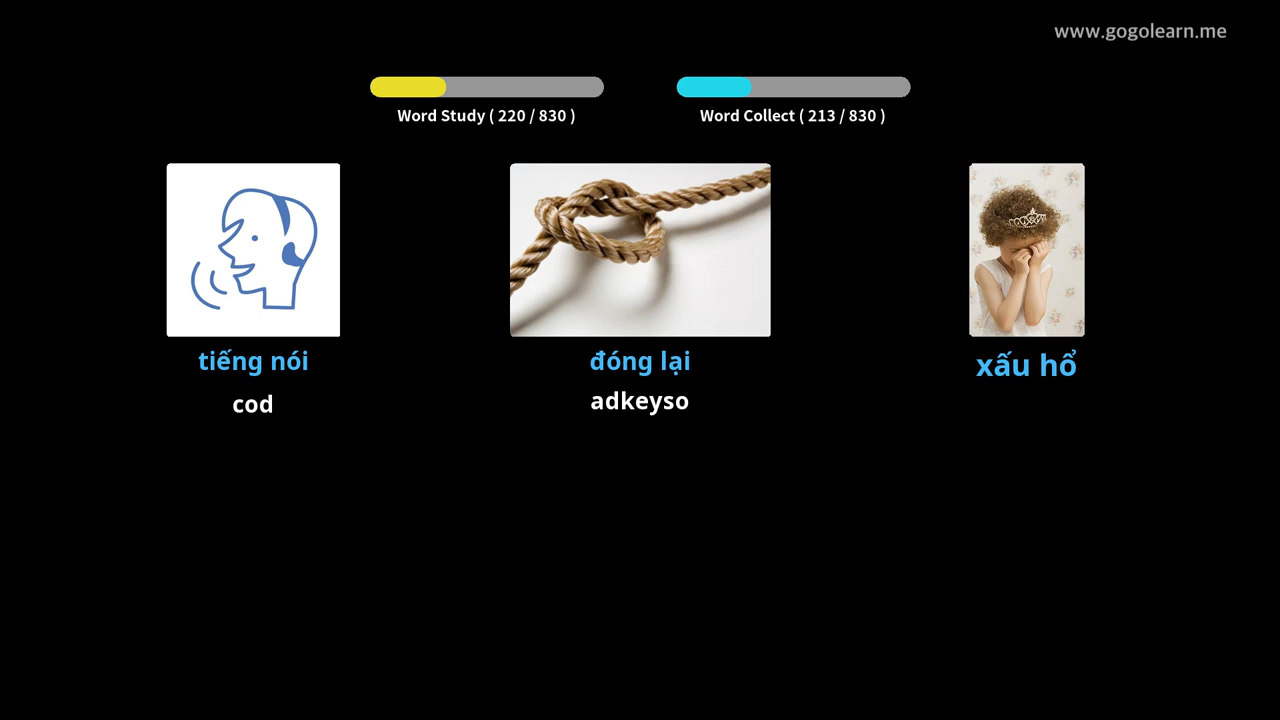 www.gogolearn.me
Word Study ( 220 / 830 )
Word Collect ( 213 / 830 )
tiếng nói
cod
đóng lại
adkeyso
xấu hổ